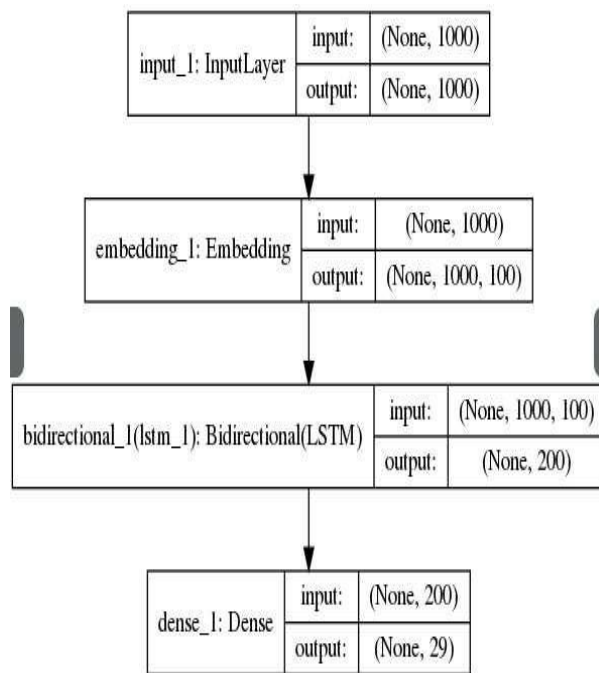 input_1: InputLayer
input: (None, 1000)
output: (None, 1000)
embedding_1: Embedding
input: (None, 1000)
output: (None, 1000, 100)
bidirectional_1(lstm_1): Bidirectional(LSTM)
input: (None, 1000, 100)
output: (None, 200)
dense_1: Dense
input: (None, 200)
output: (None, 29)